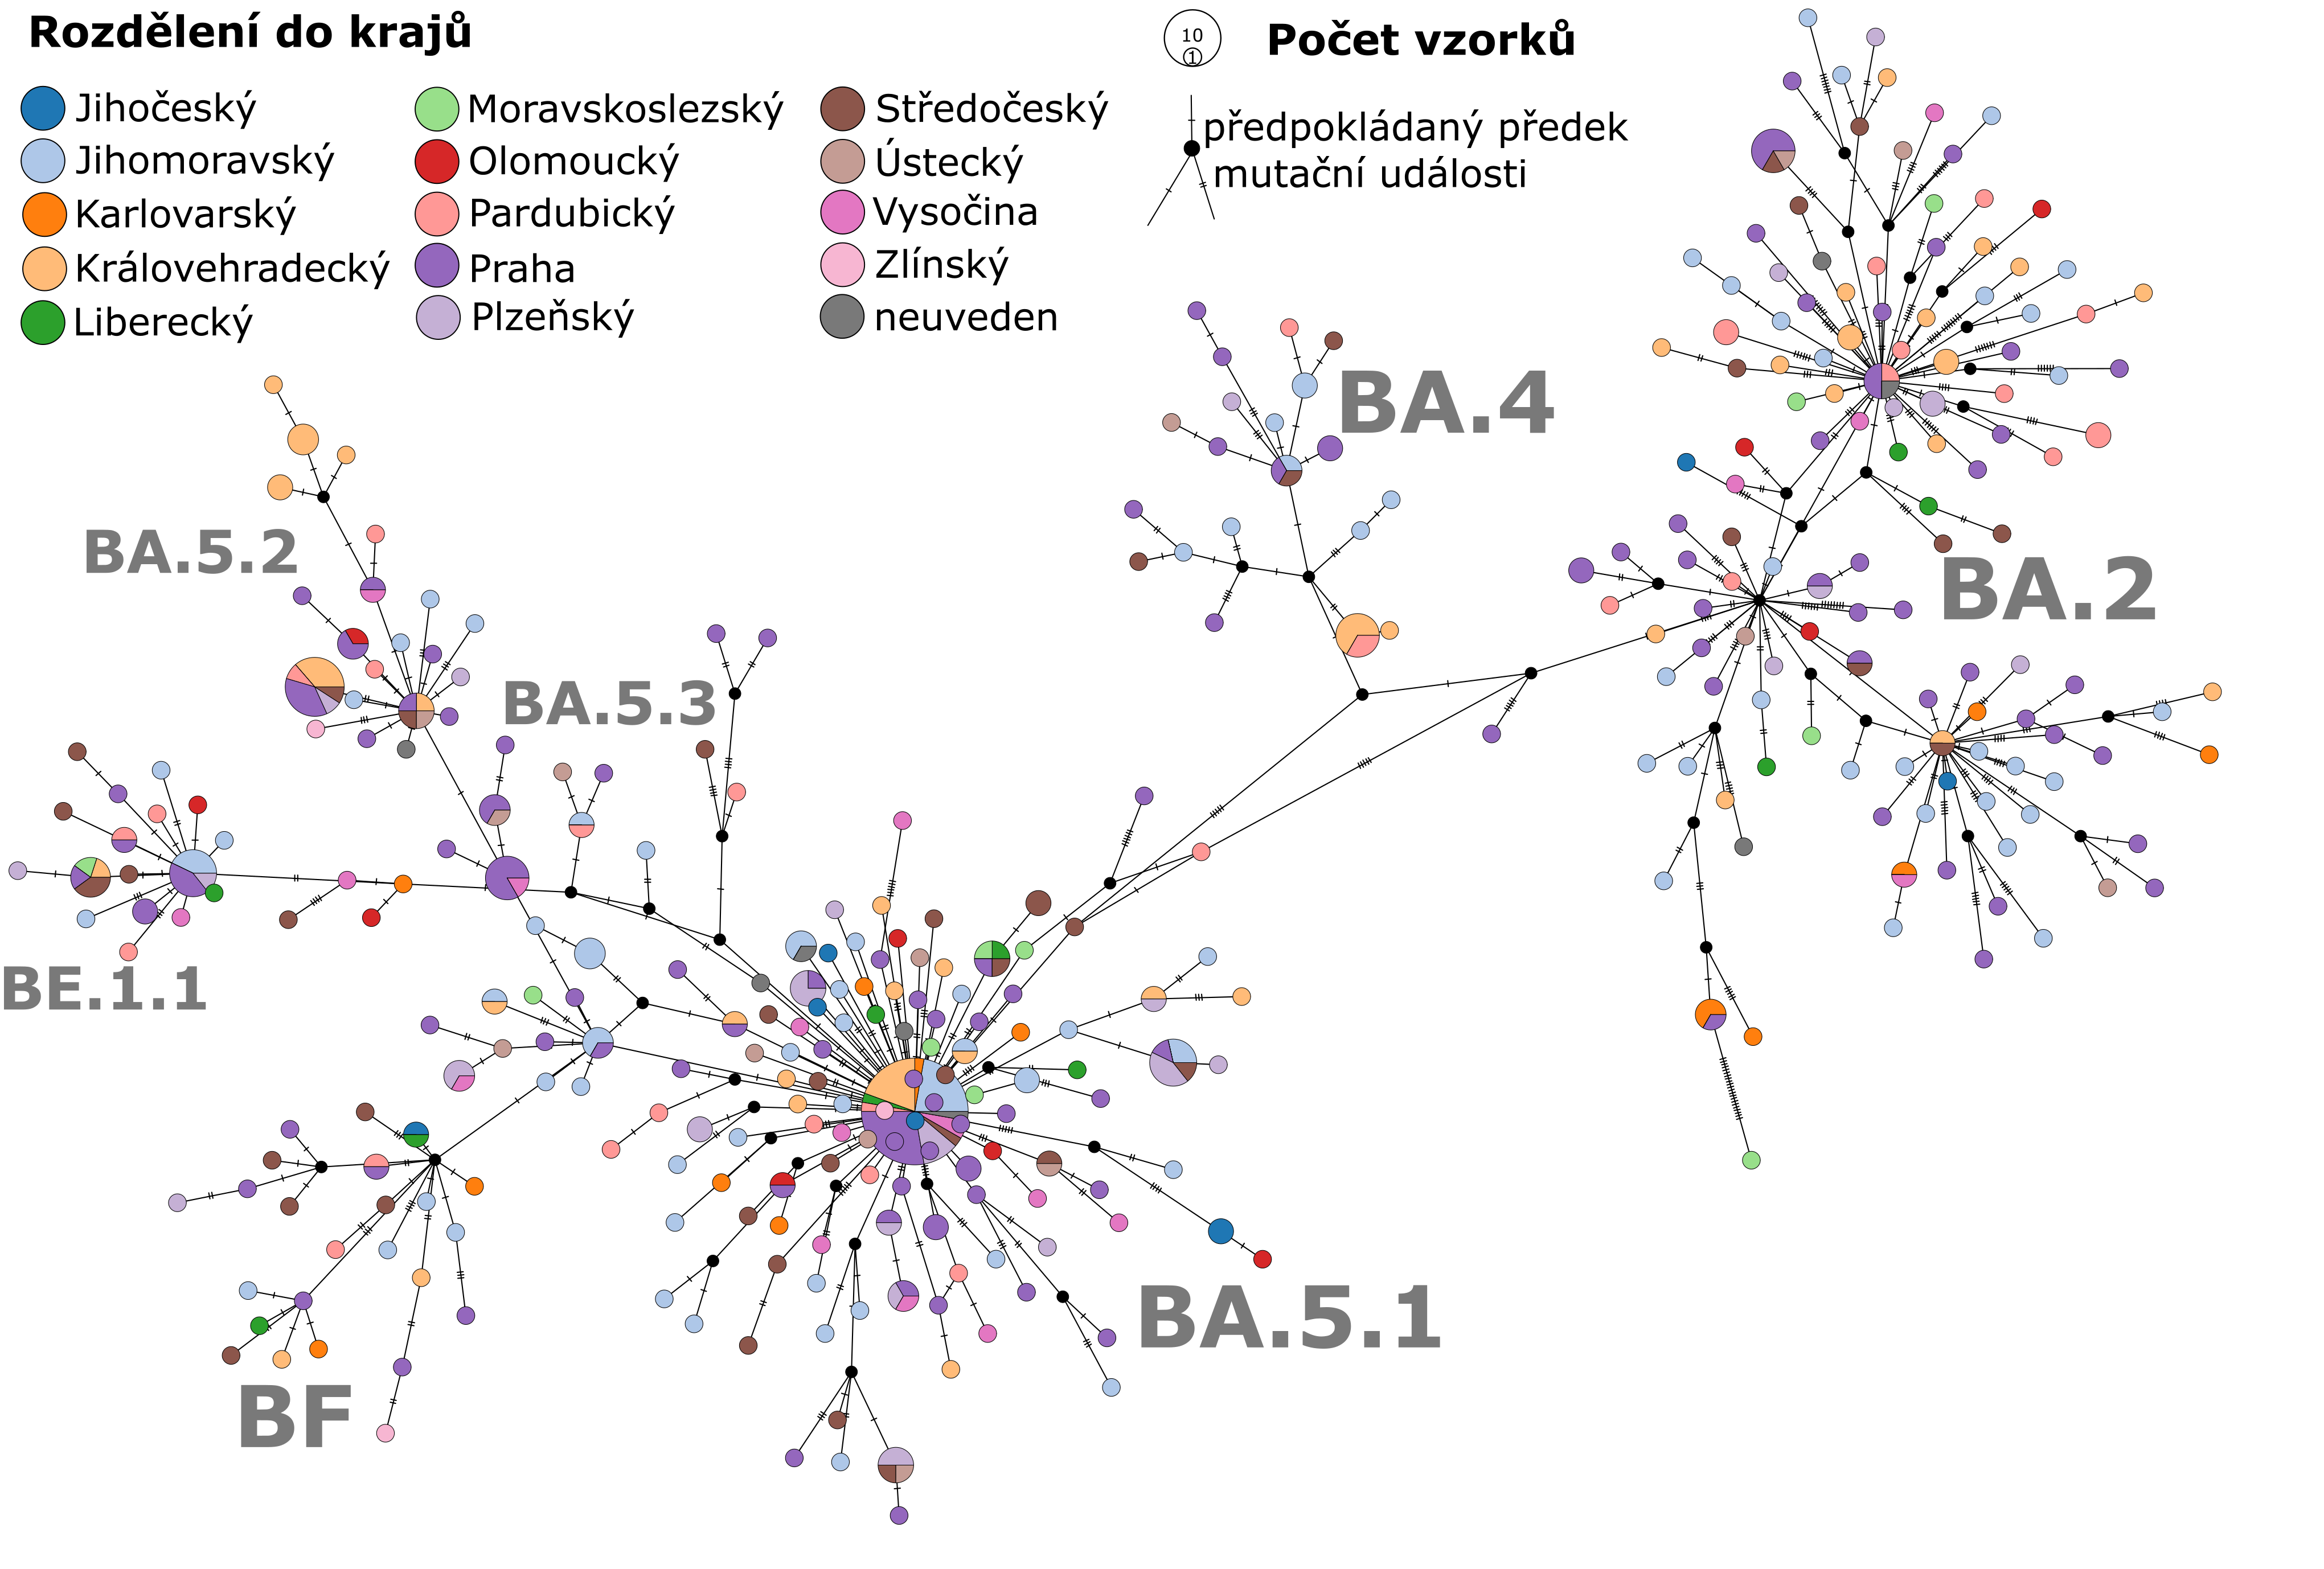 Rozdělení do krajů
Jihočeský
Jihomoravský
Karlovarský
Královehradecký
Liberecký
Moravskoslezský
Olomoucký
Pardubický
Praha
Plzeňský
Středočeský
Ústecký
Vysočina
Zlínský
neuveden
10
1
Počet vzorků
předpokládaný předek
mutační události
BA.4
BA.5.2
BA.2
BA.5.3
BE.1.1
BA.5.1
BF